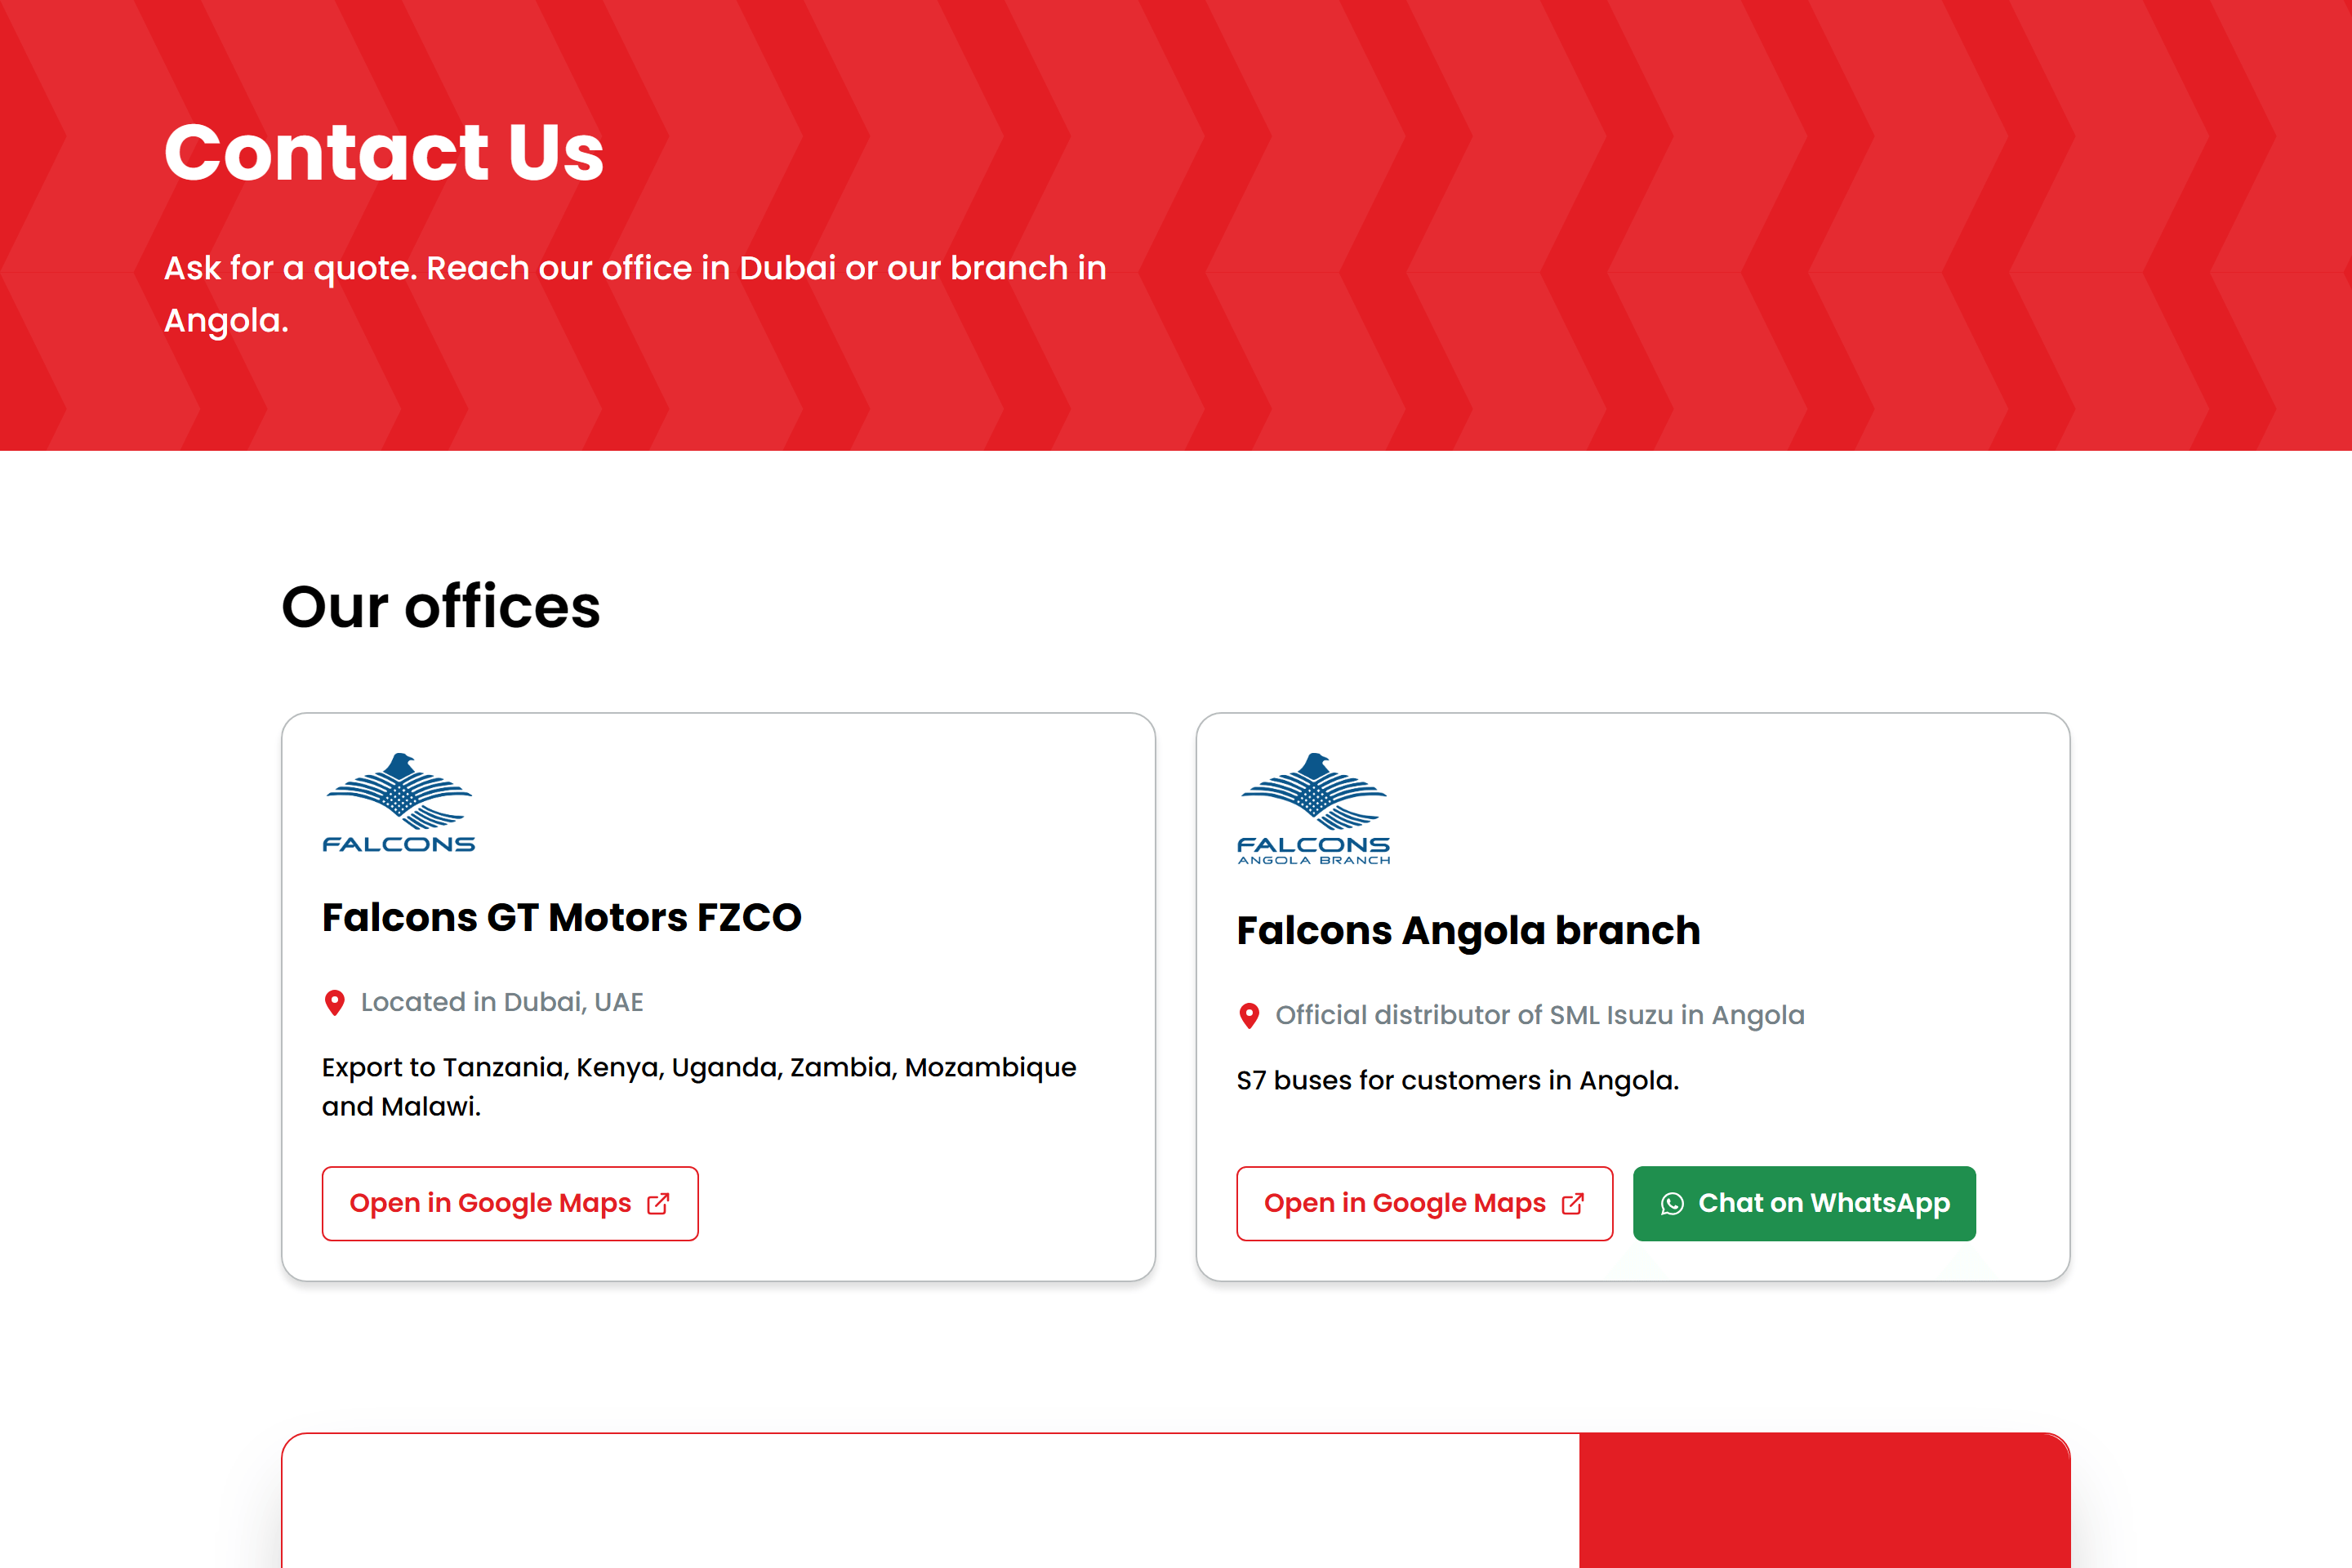 Contact Us
Ask for a quote. Reach our office in Dubai or our branch in
Angola.
Our offices
FALCONS
Falcons GT Motors FZCO
Located in Dubai, UAE
Export to Tanzania, Kenya, Uganda, Zambia, Mozambique
and Malawi.
Open in Google Maps
FALCONS
ANGOLA BRANCH
Falcons Angola branch
Official distributor of SML Isuzu in Angola
S7 buses for customers in Angola.
Open in Google Maps
Chat on WhatsApp